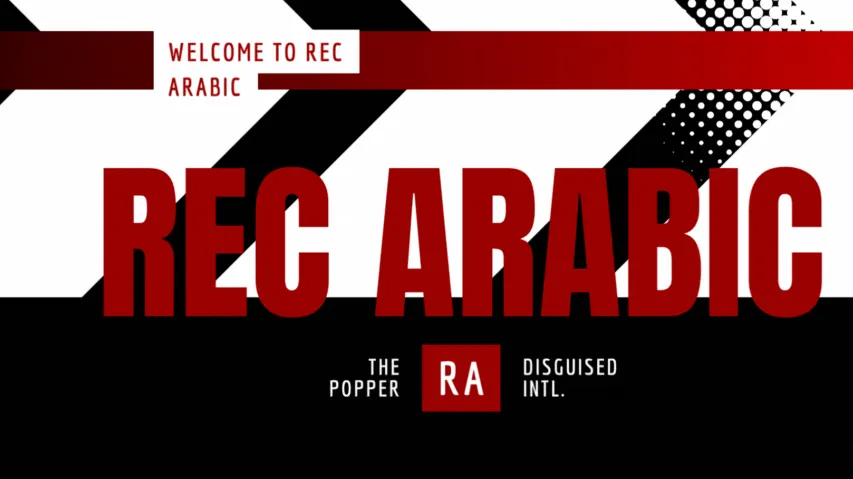 WELCOME TO REC
ARABIC
REC ARABIC
THE
POPPER
RA
DISGUISED
INTL.